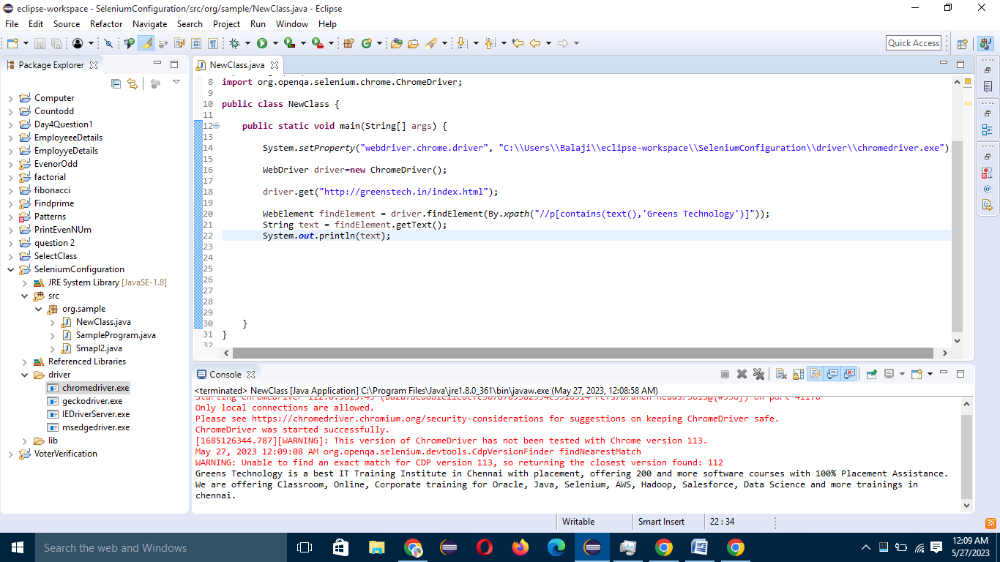 eclipse-workspace - SeleniumConfiguration/src/org/sample/NewClass.java - Eclipse
File Edit Source Refactor Navigate Search Project Run Window Help
Quick Access
Package Explorer
Computer
Countodd
Day4Question1
EmployeeeDetails
EmployyeDetails
EvenorOdd
factorial
fibonacci
Findprime
Patterns
PrintEvenNUm
question 2
SelectClass
SeleniumConfiguration
JRE System Library [JavaSE-1.8]
src
org.sample
NewClass.java
SampleProgram.java
Smapl2.java
Referenced Libraries
driver
chromedriver.exe
geckodriver.exe
IEDriverServer.exe
msedgedriver.exe
lib
VoterVerification
NewClass.java
8 import org.openqa.selenium.chrome.ChromeDriver;
9
10 public class NewClass {
11
12 public static void main(String[] args) {
13
14 System.setProperty("webdriver.chrome.driver", "C:\\Users\\Balaji\\eclipse-workspace\\SeleniumConfiguration\\driver\\chromedriver.exe")
15
16 WebDriver driver=new ChromeDriver();
17
18 driver.get("http://greenstech.in/index.html");
19
20 WebElement findElement = driver.findElement(By.xpath("//p[contains(text(),'Greens Technology')]"));
21 String text = findElement.getText();
22 System.out.println(text);
23
24
25
26
27
28
29
30 }
31 }
32
Console
<terminated> NewClass [Java Application] C:\Program Files\Java\jre1.8.0_361\bin\javaw.exe (May 27, 2023, 12:08:58 AM)
Only local connections are allowed.
Please see https://chromedriver.chromium.org/security-considerations for suggestions on keeping ChromeDriver safe.
ChromeDriver was started successfully.
[1685126344.787][WARNING]: This version of ChromeDriver has not been tested with Chrome version 113.
May 27, 2023 12:09:08 AM org.openqa.selenium.devtools.CdpVersionFinder findNearestMatch
WARNING: Unable to find an exact match for CDP version 113, so returning the closest version found: 112
Greens Technology is a best IT Training Institute in Chennai with placement, offering 200 and more software courses with 100% Placement Assistance.
We are offering Classroom, Online, Corporate training for Oracle, Java, Selenium, AWS, Hadoop, Salesforce, Data Science and more trainings in
chennai.
Writable Smart Insert 22 : 34
Search the web and Windows
12:09 AM
5/27/2023